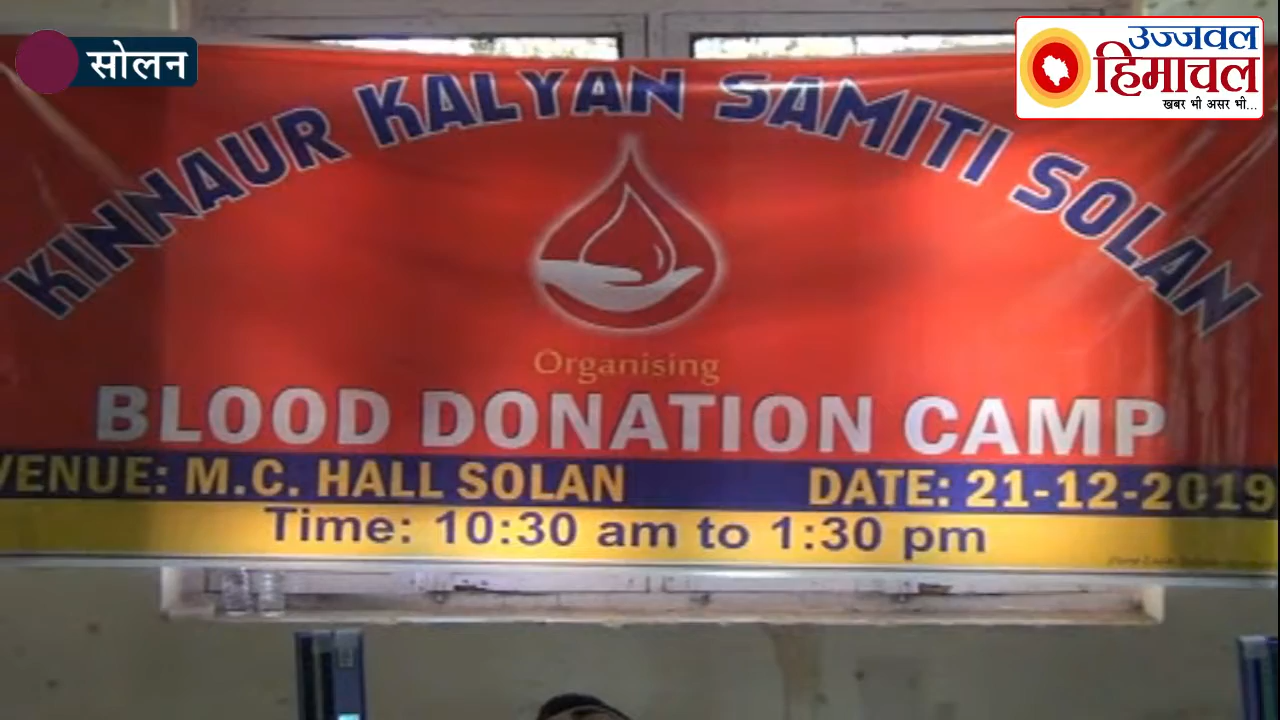 सोलन
उज्जवल
हिमाचल
खबर भी असर भी...
KINNAUR KALYAN SAMITI SOLAN
Organising
BLOOD DONATION CAMP
VENUE: M.C. HALL SOLAN DATE: 21-12-2019
Time: 10:30 am to 1:30 pm